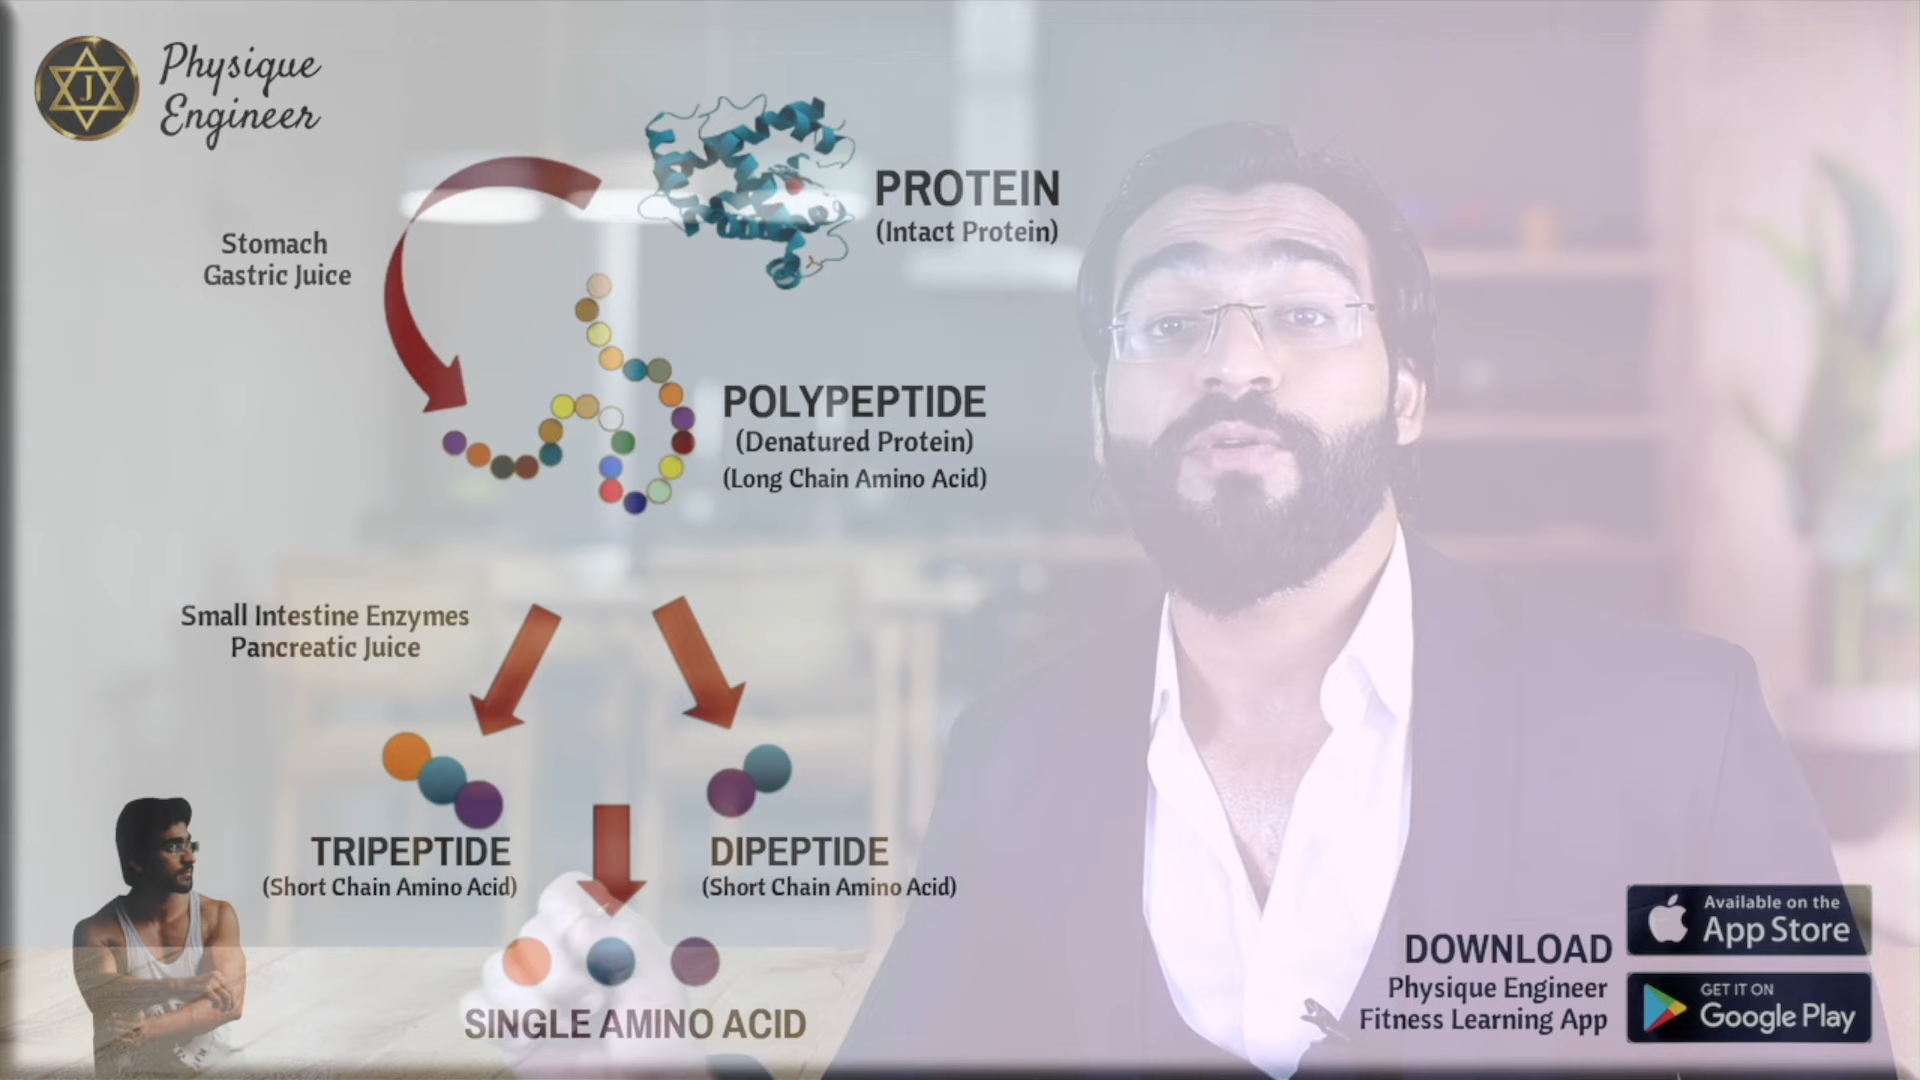 J
Physique
Engineer
Stomach
Gastric Juice
PROTEIN
(Intact Protein)
POLYPEPTIDE
(Denatured Protein)
(Long Chain Amino Acid)
Small Intestine Enzymes
Pancreatic Juice
TRIPEPTIDE
(Short Chain Amino Acid)
DIPEPTIDE
(Short Chain Amino Acid)
SINGLE AMINO ACID
DOWNLOAD
Physique Engineer
Fitness Learning App
Available on the
App Store
GET IT ON
Google Play